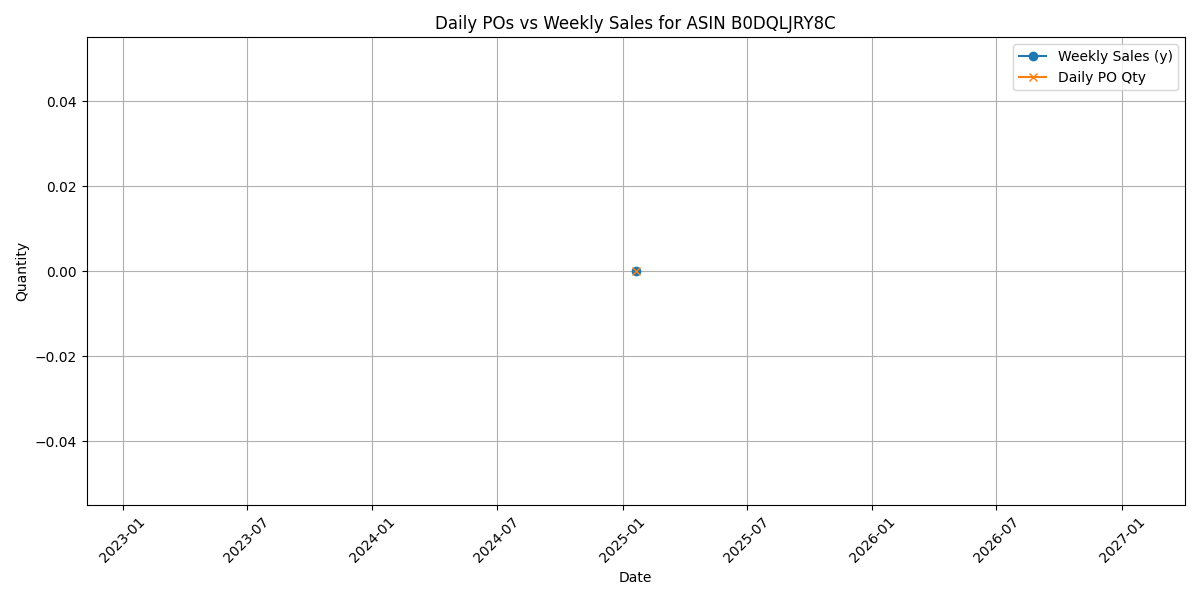 Daily POs vs Weekly Sales for ASIN B0DQLJRY8C
Weekly Sales (y)
Daily PO Qty
Quantity
0.04
0.02
0.00
−0.02
−0.04
2023-01
2023-07
2024-01
2024-07
2025-01
2025-07
2026-01
2026-07
2027-01
Date